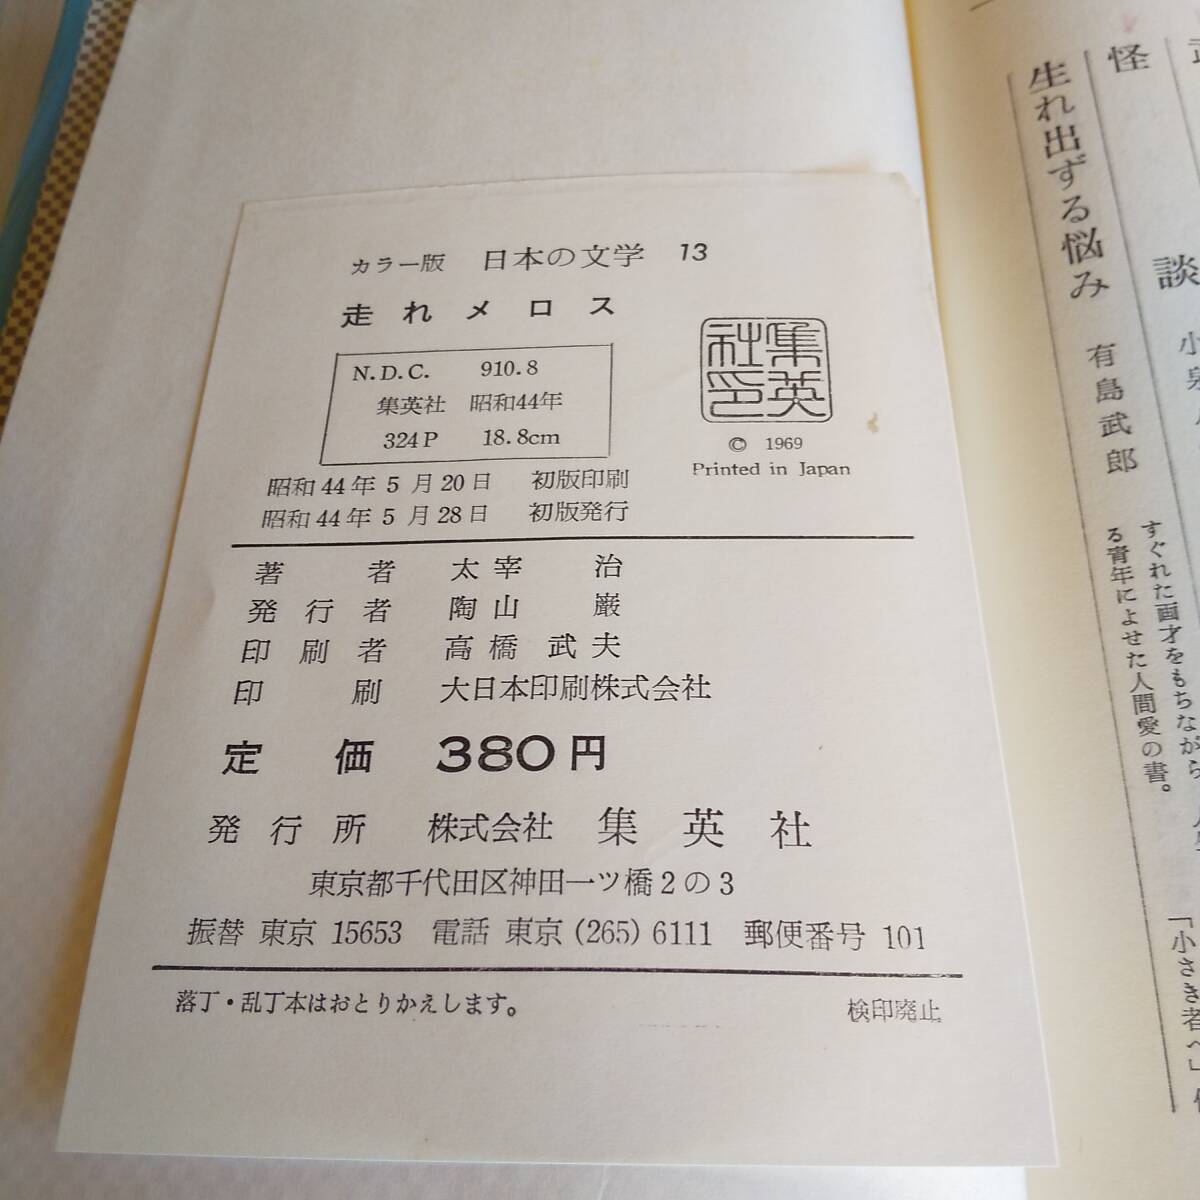 カラー版 日本の文学 13
走れメロス
N.D.C. 910.8
集英社 昭和44年
324P 18.8cm
集英社印
© 1969
Printed in Japan
昭和44年5月20日 初版印刷
昭和44年5月28日 初版発行
著者 太宰 治
発行者 陶山 巌
印刷者 高橋武夫
印刷 大日本印刷株式会社
定価 380円
発行所 株式会社 集英社
東京都千代田区神田一ツ橋2の3
振替 東京 15653 電話 東京 (265) 6111 郵便番号 101
落丁・乱丁本はおとりかえします。 検印廃止
怪談
生れ出ずる悩み 有島武郎
すぐれた画才をもちながら
る青年によせた人間愛の書。
「小さき者へ」